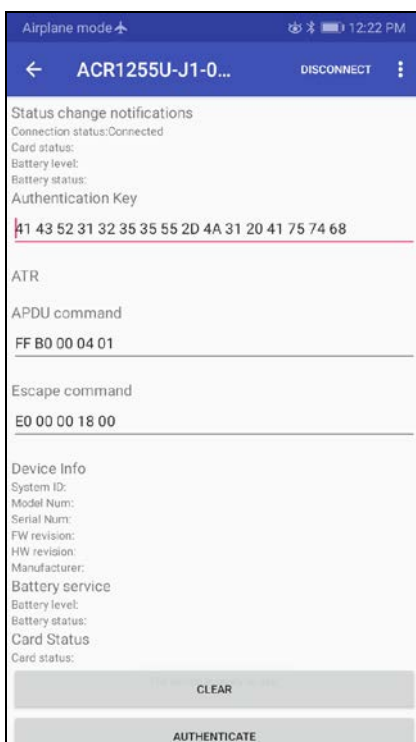 Airplane mode 12:22 PM
ACR1255U-J1-0... DISCONNECT
Status change notifications
Connection status:Connected
Card status:
Battery level:
Battery status:
Authentication Key
41 43 52 31 32 35 35 55 2D 4A 31 20 41 75 74 68
ATR
APDU command
FF B0 00 04 01
Escape command
E0 00 00 18 00
Device Info
System ID:
Model Num:
Serial Num:
FW revision:
HW revision:
Manufacturer:
Battery service
Battery level:
Battery status:
Card Status
Card status:
CLEAR
AUTHENTICATE